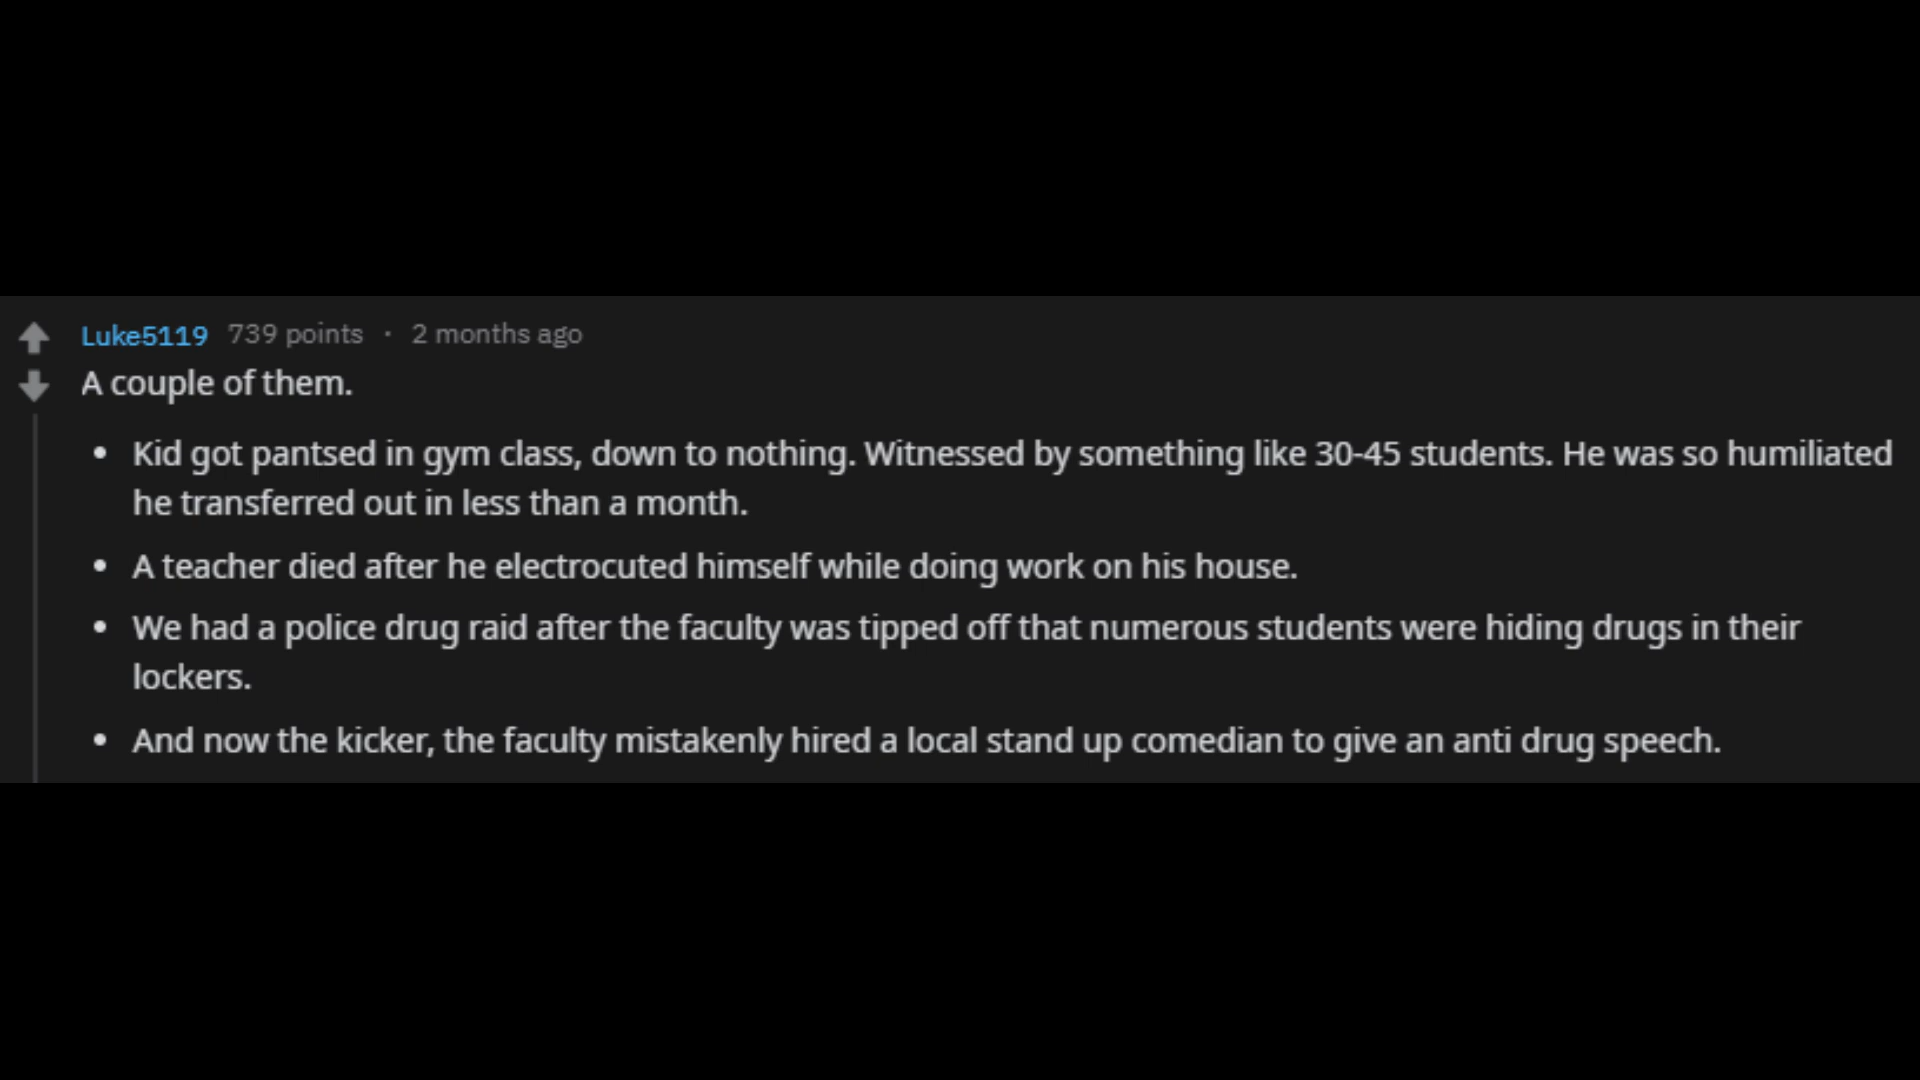 Luke5119 739 points · 2 months ago
A couple of them.
• Kid got pantsed in gym class, down to nothing. Witnessed by something like 30-45 students. He was so humiliated
he transferred out in less than a month.
• A teacher died after he electrocuted himself while doing work on his house.
• We had a police drug raid after the faculty was tipped off that numerous students were hiding drugs in their
lockers.
• And now the kicker, the faculty mistakenly hired a local stand up comedian to give an anti drug speech.